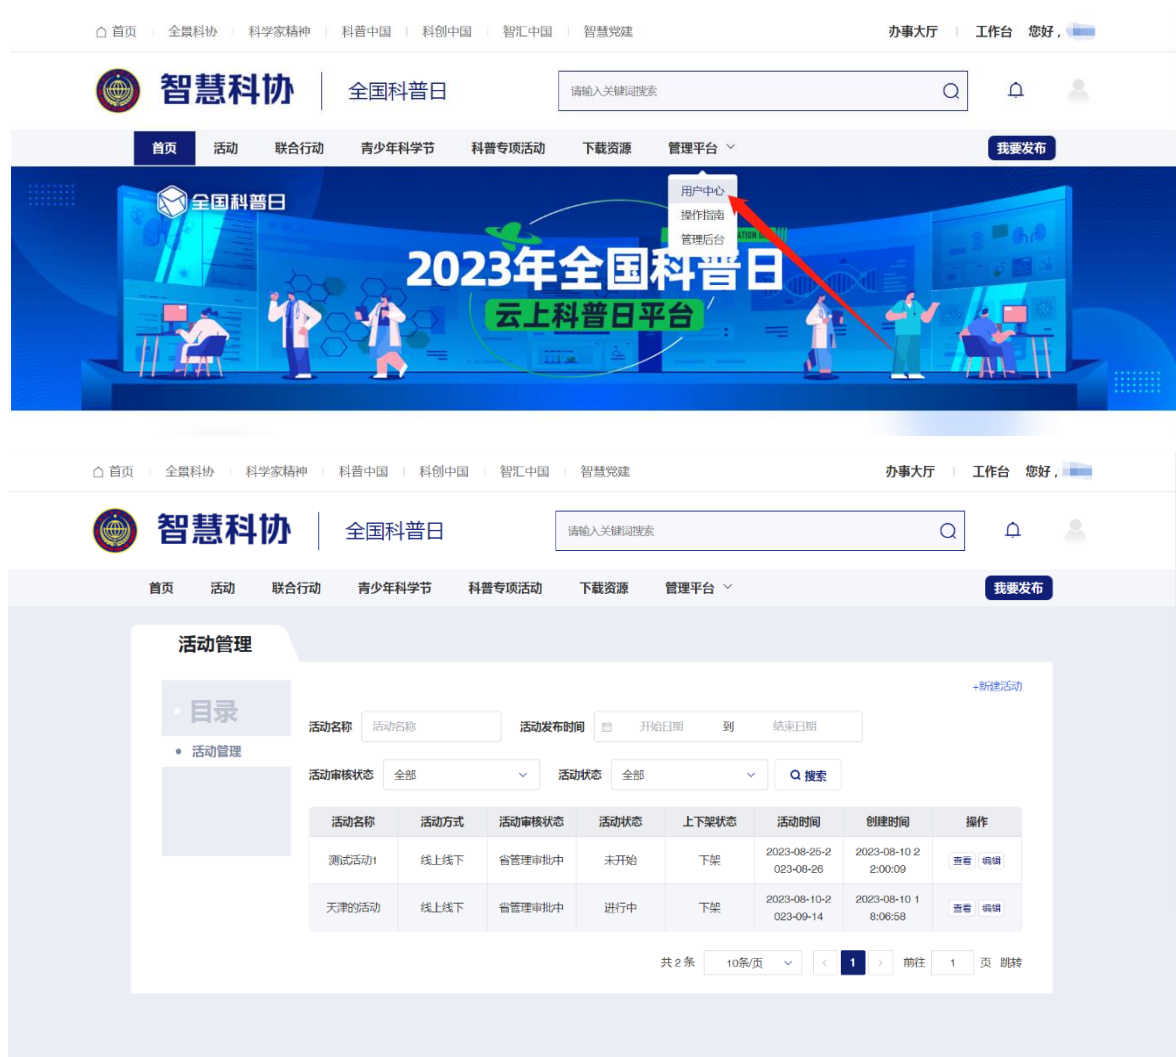 首页 全景科协 科学家精神 科普中国 科创中国 智汇中国 智慧党建 办事大厅 工作台 您好，
智慧科协 全国科普日 请输入关键词搜索
首页 活动 联合行动 青少年科学节 科普专项活动 下载资源 管理平台 我要发布
用户中心
操作指南
管理后台
全国科普日
2023年全国科普日
云上科普日平台
首页 全景科协 科学家精神 科普中国 科创中国 智汇中国 智慧党建 办事大厅 工作台 您好，
智慧科协 全国科普日 请输入关键词搜索
首页 活动 联合行动 青少年科学节 科普专项活动 下载资源 管理平台 我要发布
活动管理
+新建活动
目录
活动管理
活动名称 活动名称 活动发布时间 开始日期 到 结束日期
活动审核状态 全部 活动状态 全部 搜索
活动名称 活动方式 活动审核状态 活动状态 上下架状态 活动时间 创建时间 操作
测试活动1 线上线下 省管理审批中 未开始 下架 2023-08-25-2 2023-08-10 2 查看 编辑
023-08-26 2:00:09
天津的活动 线上线下 省管理审批中 进行中 下架 2023-08-10-2 2023-08-10 1 查看 编辑
023-09-14 8:06:58
共 2 条 10条/页 < 1 > 前往 1 页 跳转